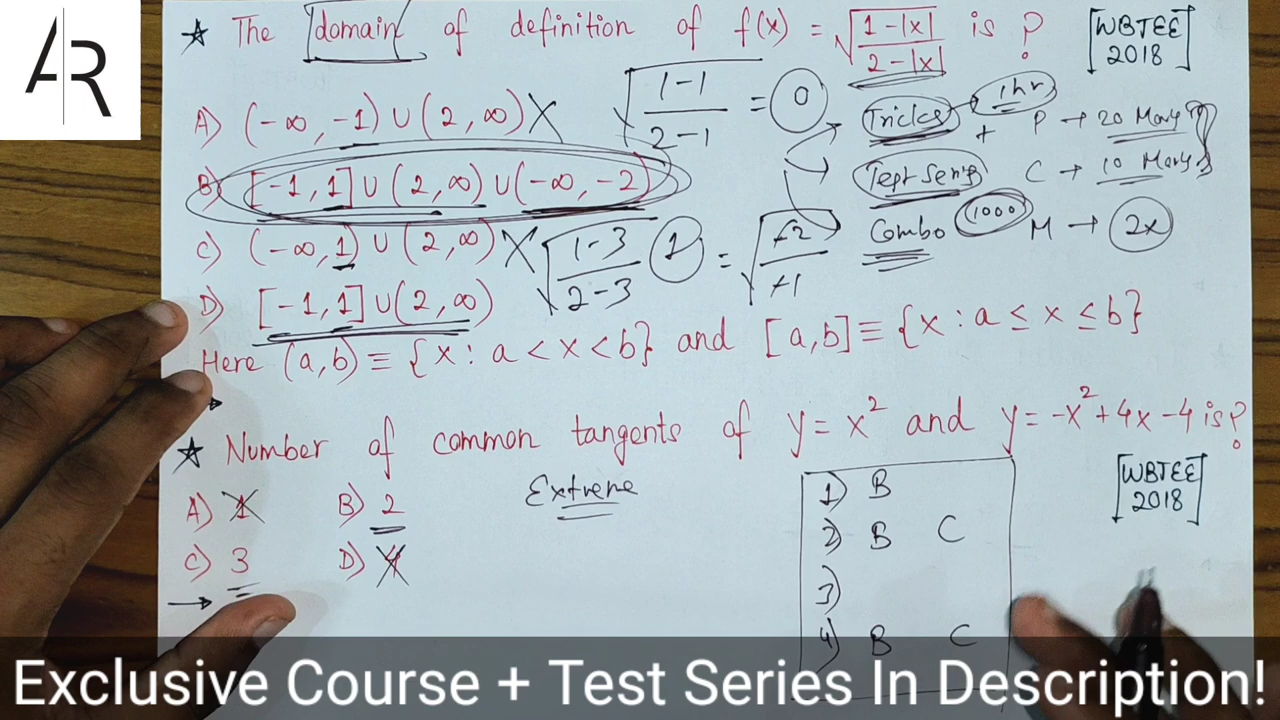 AR
★ The domain of definition of f(x) = √(1-|x| / 2-|x|) is ? [WBJEE 2018]
A) (-∞, -1) ∪ (2, ∞) X √(1-1 / 2-1) = 0 Tricks 1hr + P → 20 Marks
B) [-1, 1] ∪ (2, ∞) ∪ (-∞, -2) Test Series C → 10 Marks
C) (-∞, 1) ∪ (2, ∞) X √(1-3 / 2-3) 1 = √(+2 / +1) Combo 1000 M → 2x
D) [-1, 1] ∪ (2, ∞)
Here (a, b) ≡ {x : a < x < b} and [a, b] ≡ {x : a ≤ x ≤ b}
→
★ Number of common tangents of y = x² and y = -x² + 4x - 4 is ?
[WBJEE 2018]
A) 1 B) 2 Extreme
C) 3 D) 4
→
1) B
2) B C
3)
4) B C
Exclusive Course + Test Series In Description!